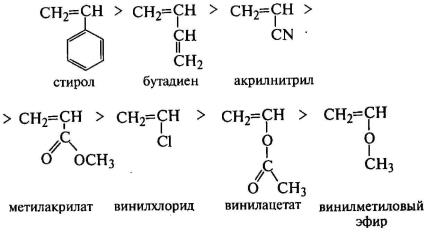 CH₂=CH > CH₂=CH > CH₂=CH >
CH
CN
CH₂
стирол бутадиен акрилнитрил
> CH₂=CH > CH₂=CH > CH₂=CH > CH₂=CH
C Cl O O
O OCH₃ C CH₃
O CH₃
метилакрилат винилхлорид винилацетат винилметиловый
эфир